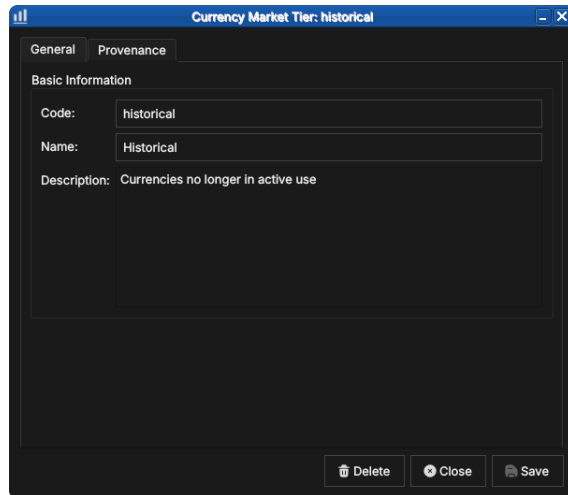 Currency Market Tier: historical
General Provenance
Basic Information
Code: historical
Name: Historical
Description: Currencies no longer in active use
Delete Close Save